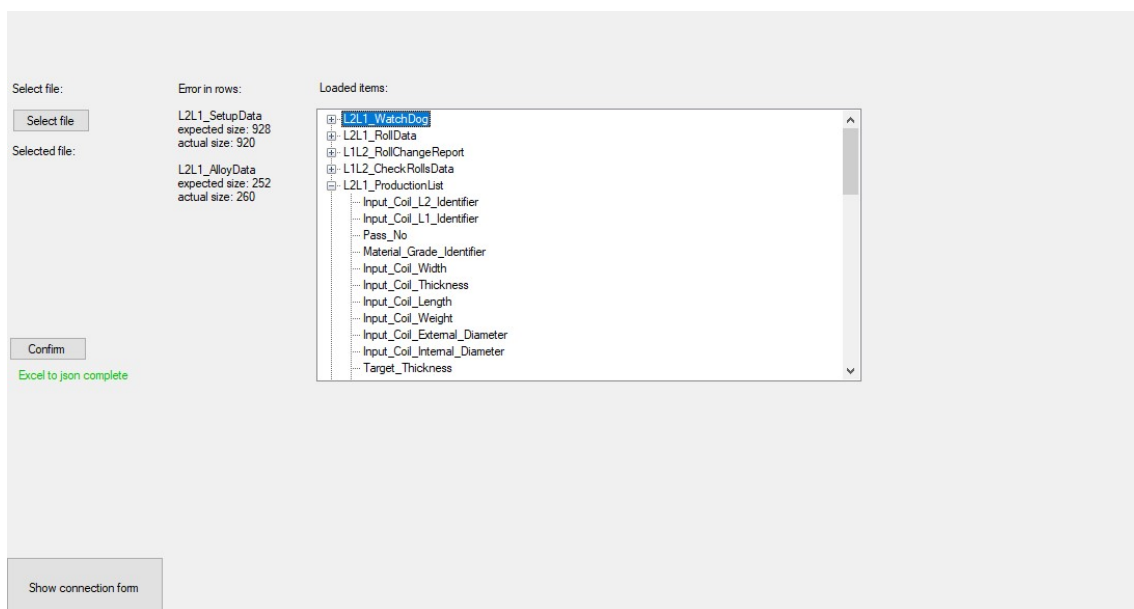 Select file:
Select file
Selected file:
Confirm
Excel to json complete
Show connection form
Error in rows:
L2L1_SetupData
expected size: 928
actual size: 920
L2L1_AlloyData
expected size: 252
actual size: 260
Loaded items:
L2L1_WatchDog
L2L1_RollData
L1L2_RollChangeReport
L1L2_CheckRollsData
L2L1_ProductionList
Input_Coil_L2_Identifier
Input_Coil_L1_Identifier
Pass_No
Material_Grade_Identifier
Input_Coil_Width
Input_Coil_Thickness
Input_Coil_Length
Input_Coil_Weight
Input_Coil_External_Diameter
Input_Coil_Internal_Diameter
Target_Thickness